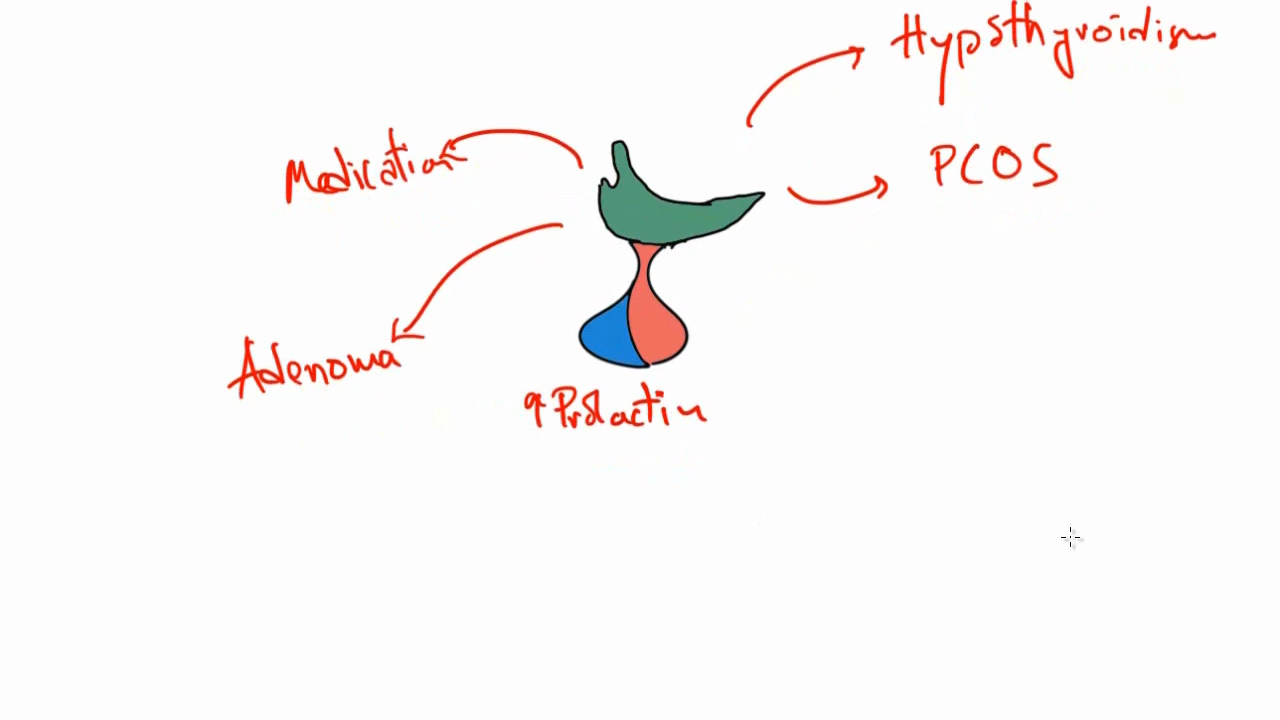 Hypothyroidism
Medication
PCOS
Adenoma
↑Prolactin